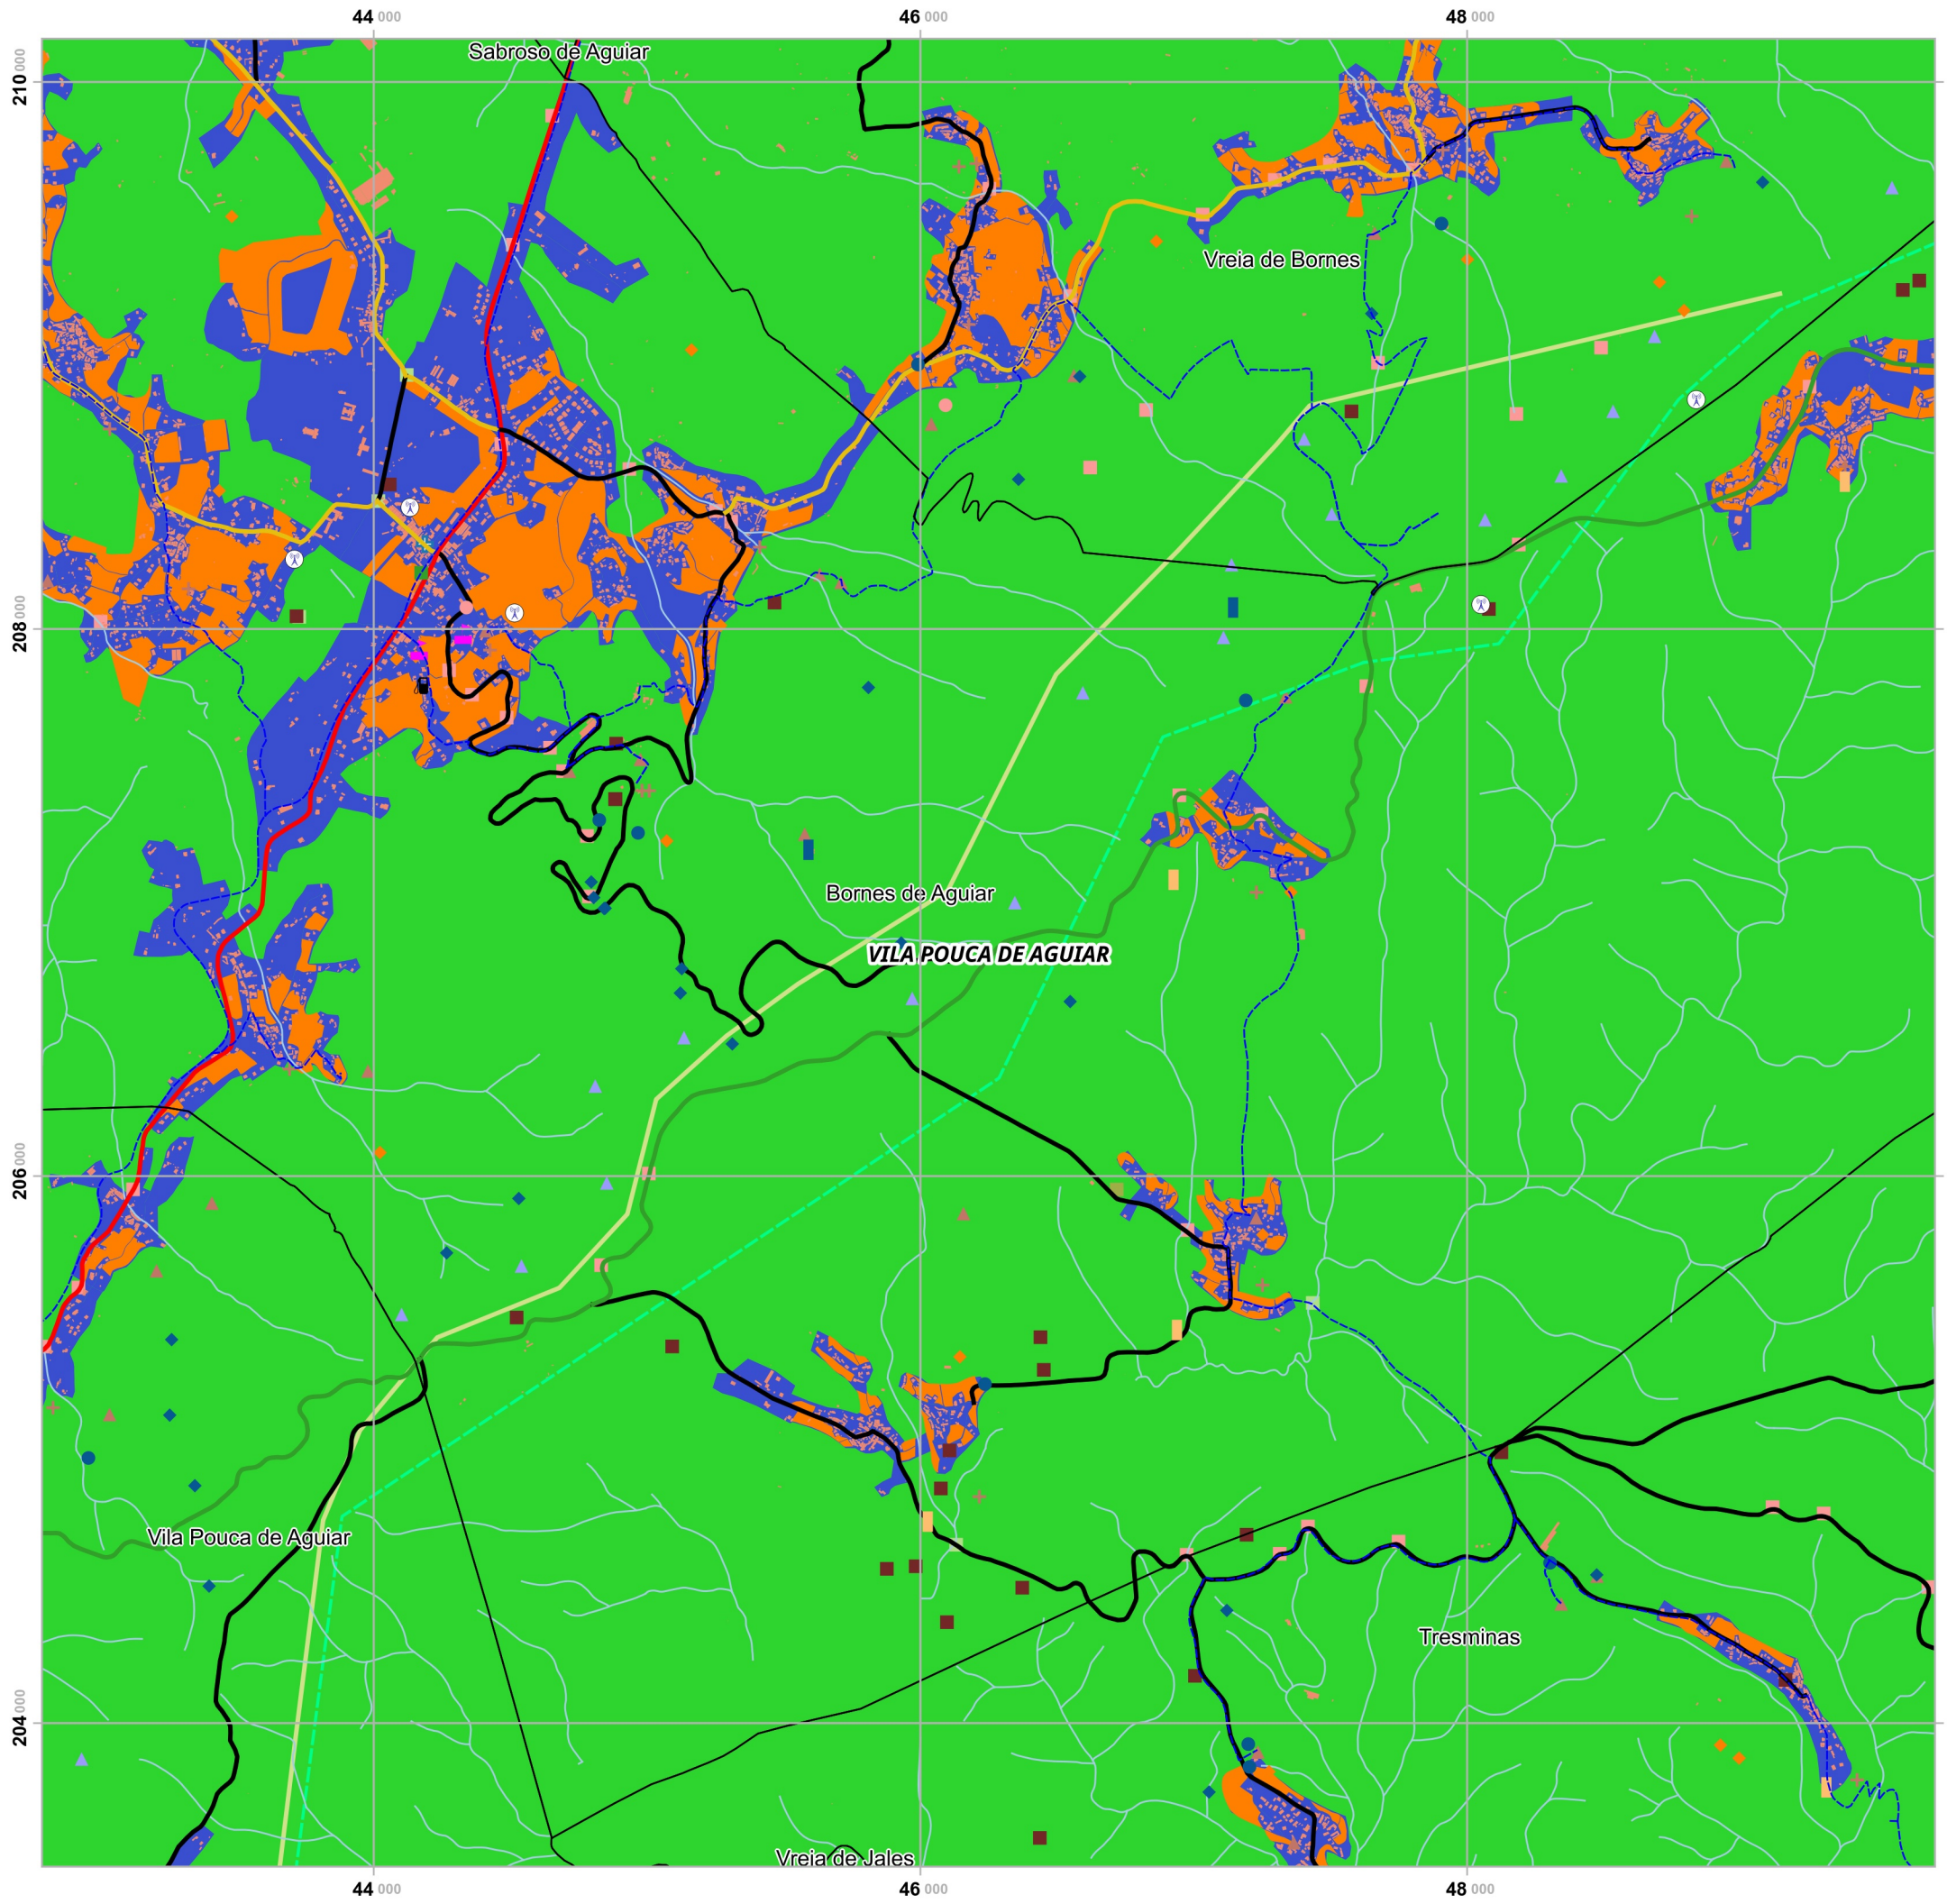 44 000 46 000 48 000
Sabroso de Aguiar
210 000
Vreia de Bornes
208 000
Bornes de Aguiar
VILA POUCA DE AGUIAR
206 000
Vila Pouca de Aguiar
Tresminas
204 000
Vreia de Jales
44 000 46 000 48 000